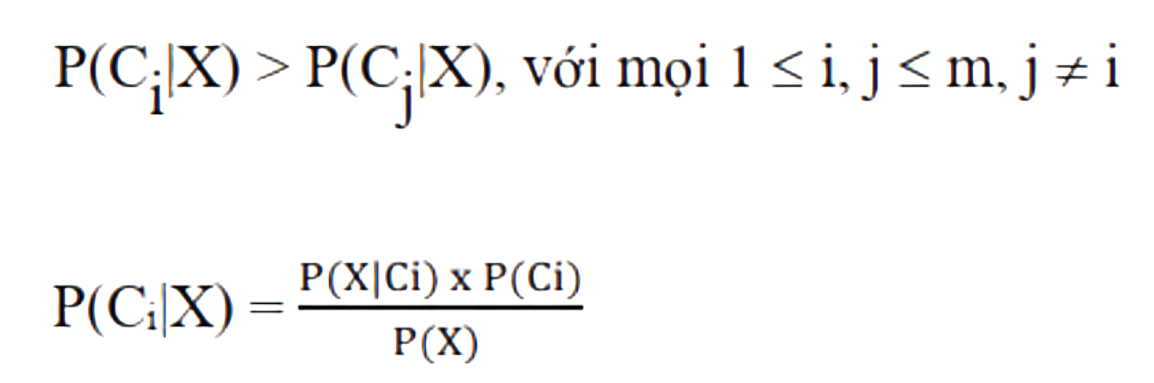 P(Cᵢ|X) > P(Cⱼ|X), với mọi 1 ≤ i, j ≤ m, j ≠ i
P(Cᵢ|X) = P(X|Ci) x P(Ci)
P(X)